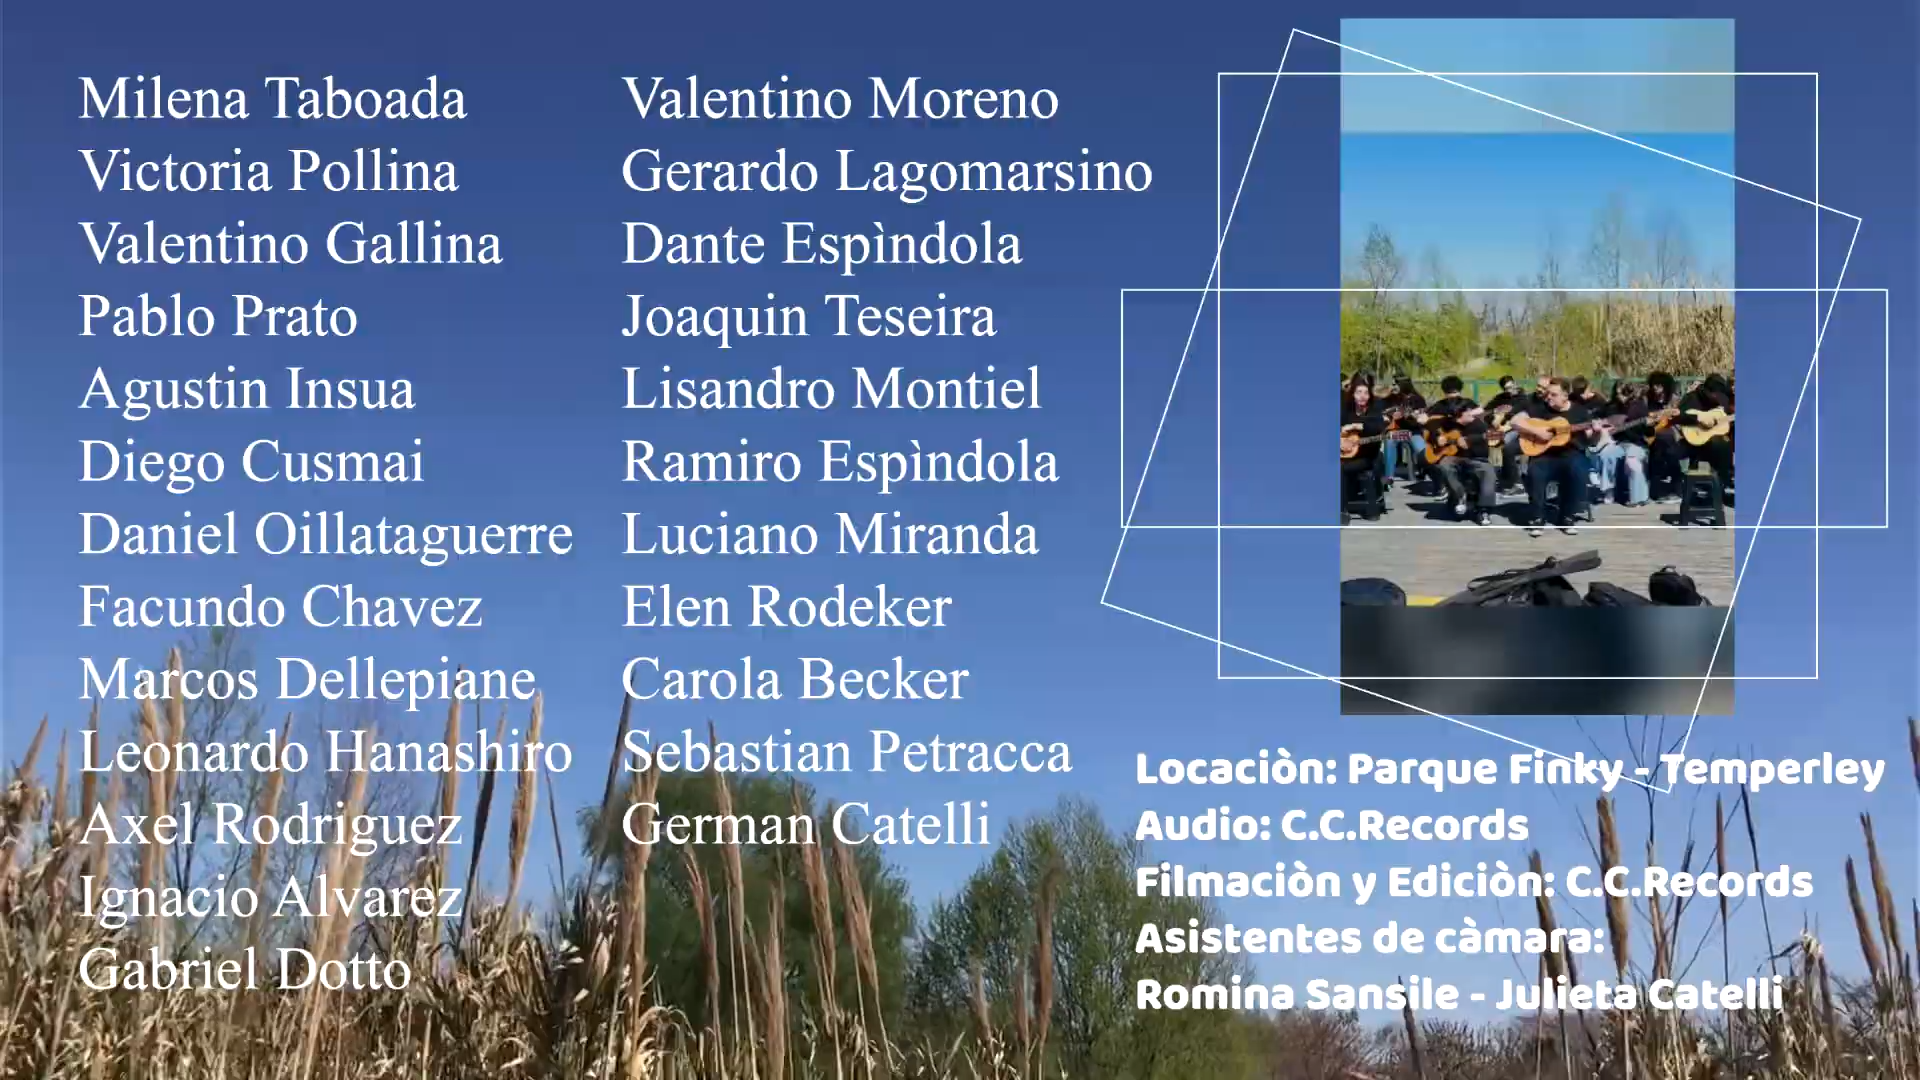 Milena Taboada
Victoria Pollina
Valentino Gallina
Pablo Prato
Agustin Insua
Diego Cusmai
Daniel Oillataguerre
Facundo Chavez
Marcos Dellepiane
Leonardo Hanashiro
Axel Rodriguez
Ignacio Alvarez
Gabriel Dotto
Valentino Moreno
Gerardo Lagomarsino
Dante Espìndola
Joaquin Teseira
Lisandro Montiel
Ramiro Espìndola
Luciano Miranda
Elen Rodeker
Carola Becker
Sebastian Petracca
German Catelli
Locaciòn: Parque Finky - Temperley
Audio: C.C.Records
Filmaciòn y Ediciòn: C.C.Records
Asistentes de càmara:
Romina Sansile - Julieta Catelli